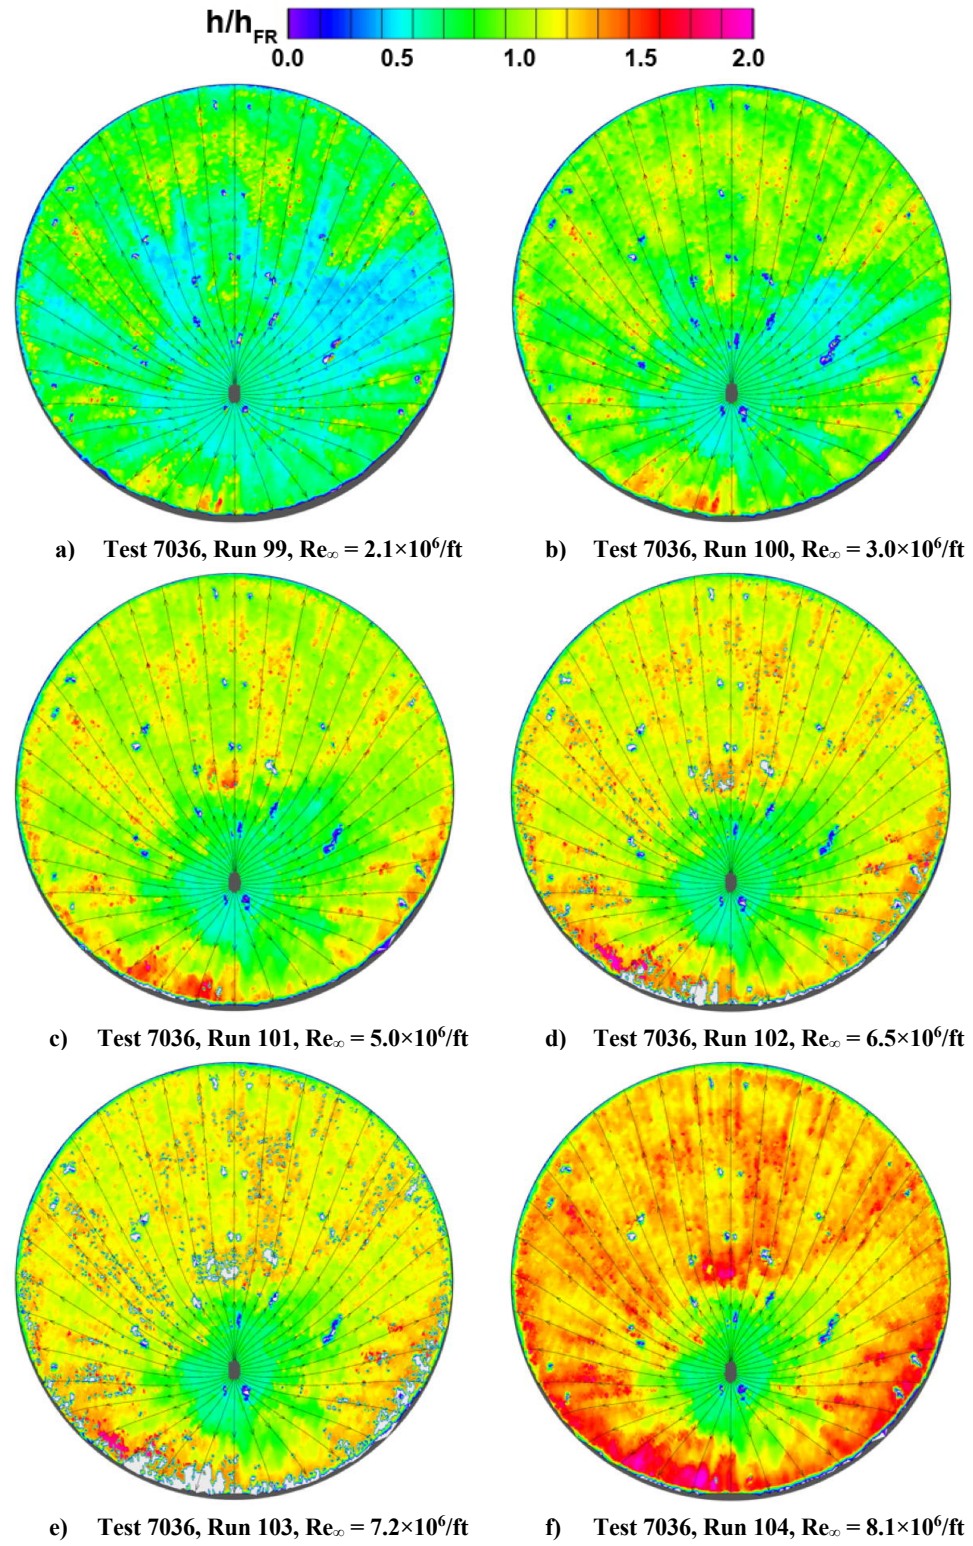 h/hFR
0.0 0.5 1.0 1.5 2.0
a) Test 7036, Run 99, Re∞ = 2.1×10⁶/ft
b) Test 7036, Run 100, Re∞ = 3.0×10⁶/ft
c) Test 7036, Run 101, Re∞ = 5.0×10⁶/ft
d) Test 7036, Run 102, Re∞ = 6.5×10⁶/ft
e) Test 7036, Run 103, Re∞ = 7.2×10⁶/ft
f) Test 7036, Run 104, Re∞ = 8.1×10⁶/ft